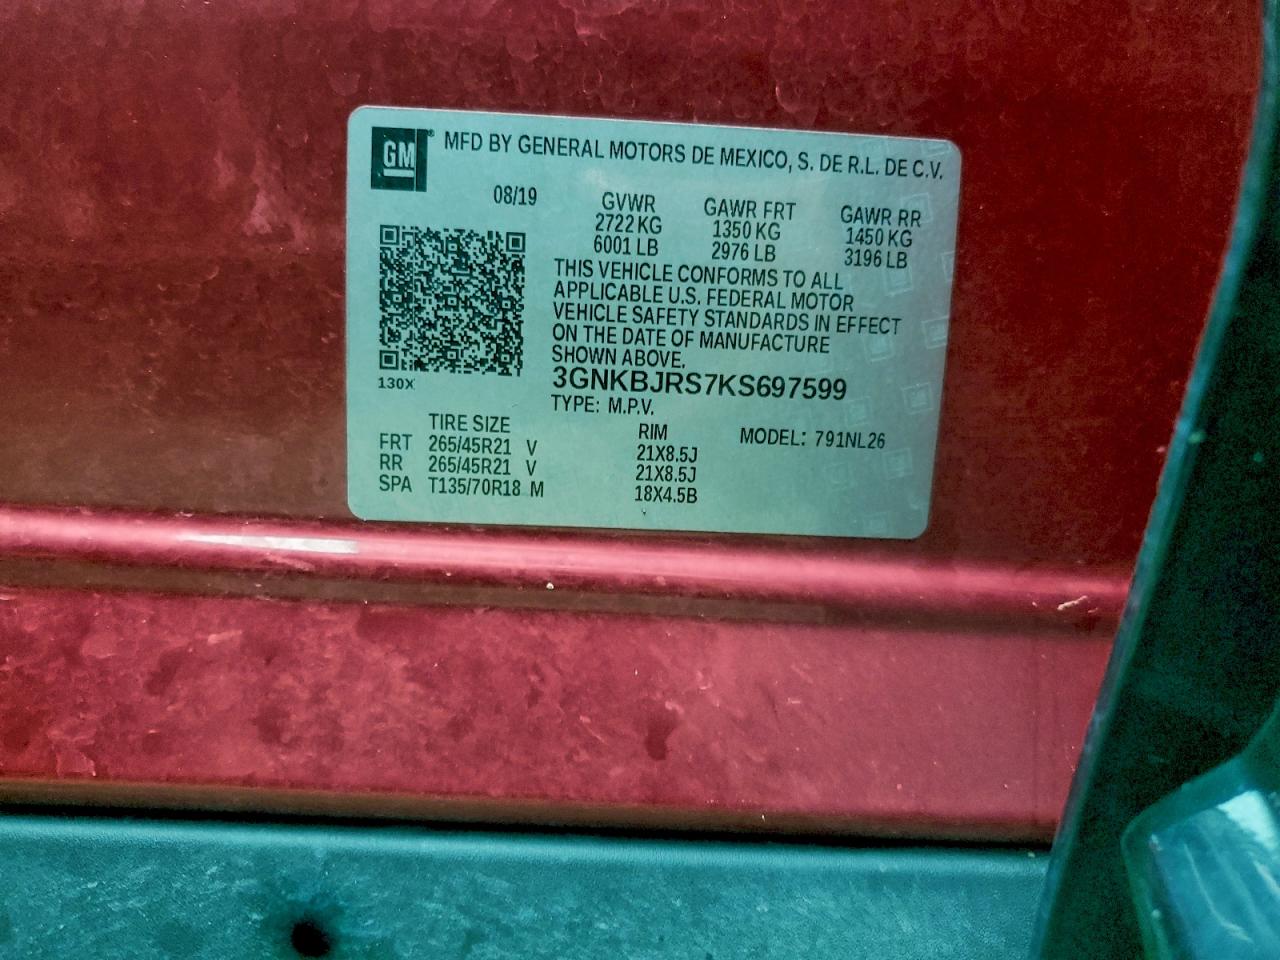 GM® MFD BY GENERAL MOTORS DE MEXICO, S. DE R.L. DE C.V.
08/19 GVWR GAWR FRT GAWR RR
2722 KG 1350 KG 1450 KG
6001 LB 2976 LB 3196 LB
THIS VEHICLE CONFORMS TO ALL
APPLICABLE U.S. FEDERAL MOTOR
VEHICLE SAFETY STANDARDS IN EFFECT
ON THE DATE OF MANUFACTURE
SHOWN ABOVE.
130X 3GNKBJRS7KS697599
TYPE: M.P.V.
TIRE SIZE RIM MODEL: 791NL26
FRT 265/45R21 V 21X8.5J
RR 265/45R21 V 21X8.5J
SPA T135/70R18 M 18X4.5B